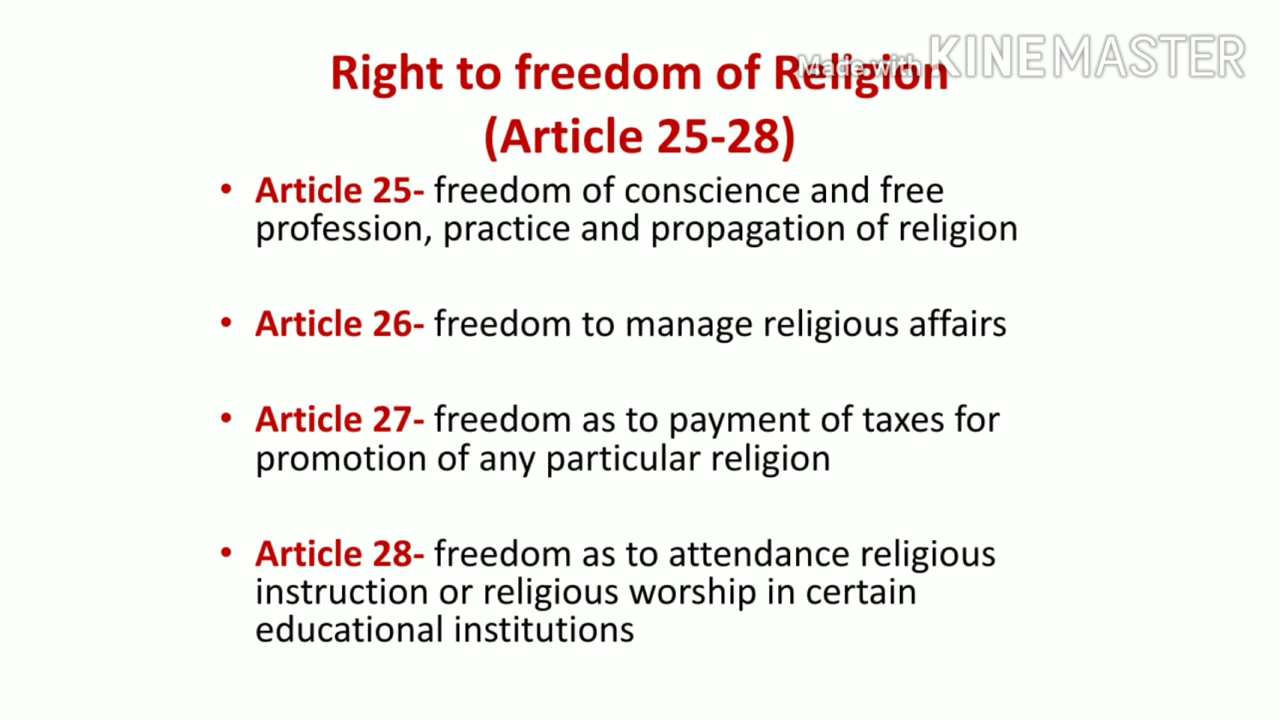 Made with KINEMASTER
Right to freedom of Religion
(Article 25-28)
• Article 25- freedom of conscience and free
profession, practice and propagation of religion
• Article 26- freedom to manage religious affairs
• Article 27- freedom as to payment of taxes for
promotion of any particular religion
• Article 28- freedom as to attendance religious
instruction or religious worship in certain
educational institutions